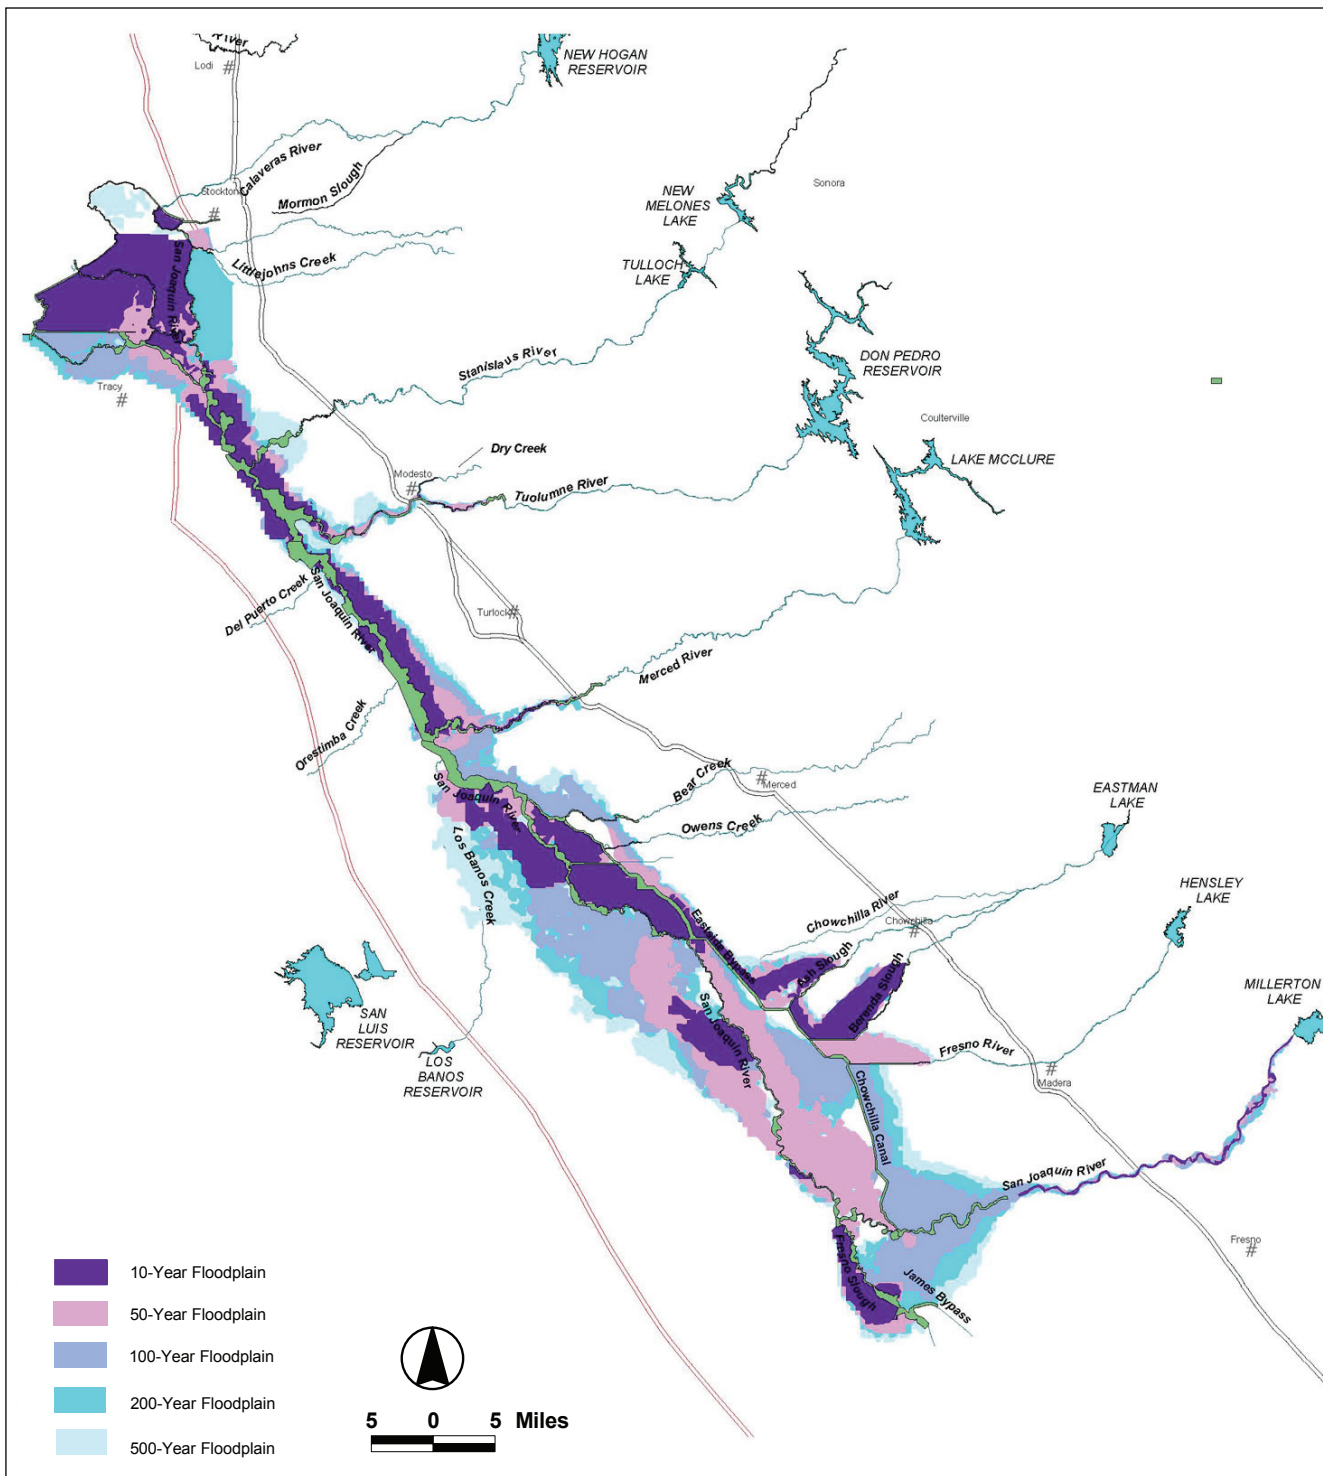 River
Lodi
NEW HOGAN
RESERVOIR
Calaveras River
Stockton
Mormon Slough
Sonora
NEW
MELONES
LAKE
San Joaquin River
Littlejohns Creek
TULLOCH
LAKE
Stanislaus River
DON PEDRO
RESERVOIR
Tracy
Coulterville
Dry Creek
LAKE MCCLURE
Modesto
Tuolumne River
Del Puerto Creek
San Joaquin River
Turlock
Merced River
Orestimba Creek
San Joaquin River
Bear Creek
Merced
EASTMAN
LAKE
Owens Creek
Los Banos Creek
HENSLEY
LAKE
Chowchilla River
Chowchilla
Eastside Bypass
Ash Slough
Berenda Slough
MILLERTON
LAKE
SAN
LUIS
RESERVOIR
San Joaquin River
Fresno River
LOS
BANOS
RESERVOIR
Madera
Chowchilla Canal
San Joaquin River
Fresno
Fresno Slough
James Bypass
10-Year Floodplain
50-Year Floodplain
100-Year Floodplain
200-Year Floodplain
500-Year Floodplain
5 0 5 Miles